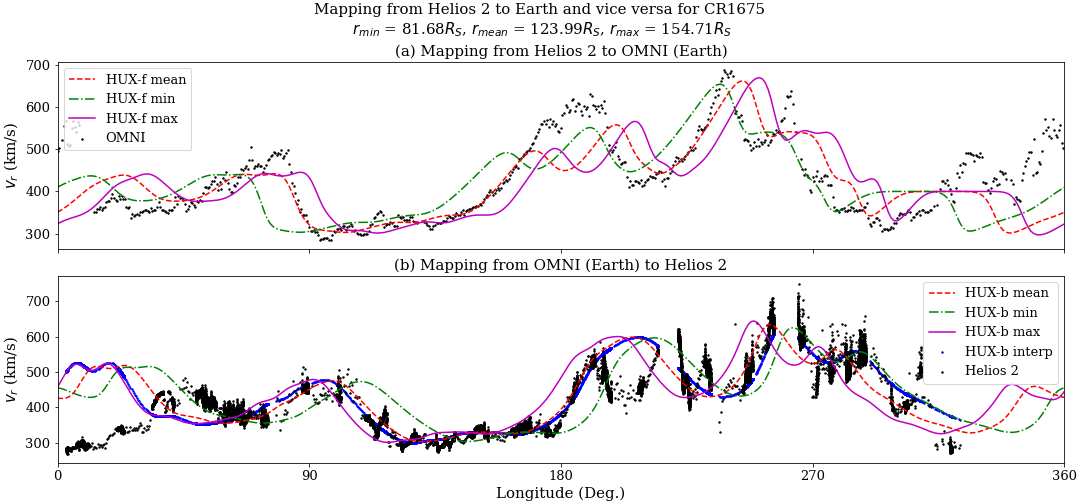 Mapping from Helios 2 to Earth and vice versa for CR1675
r_min = 81.68R_S, r_mean = 123.99R_S, r_max = 154.71R_S
(a) Mapping from Helios 2 to OMNI (Earth)
700
600
500
400
300
v_r (km/s)
HUX-f mean
HUX-f min
HUX-f max
OMNI
(b) Mapping from OMNI (Earth) to Helios 2
700
600
500
400
300
v_r (km/s)
HUX-b mean
HUX-b min
HUX-b max
HUX-b interp
Helios 2
0 90 180 270 360
Longitude (Deg.)